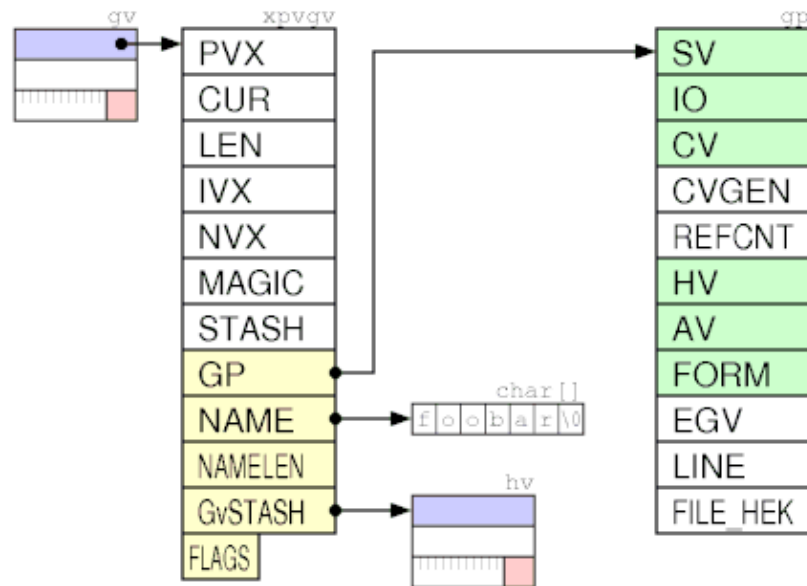 gv
xpvgv
gp
PVX
CUR
LEN
IVX
NVX
MAGIC
STASH
GP
NAME
NAMELEN
GvSTASH
FLAGS
char[]
foobar\0
hv
SV
IO
CV
CVGEN
REFCNT
HV
AV
FORM
EGV
LINE
FILE_HEK